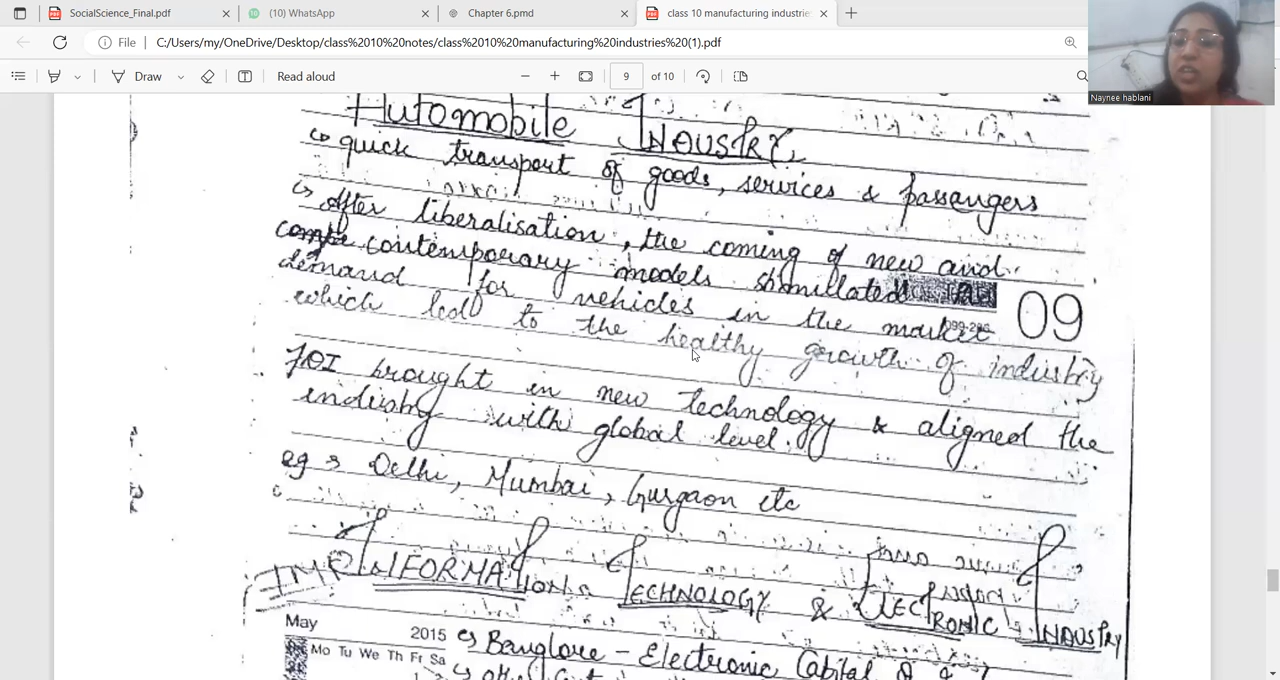 SocialScience_Final.pdf
(10) WhatsApp
Chapter 6.pmd
class 10 manufacturing industrie
File
C:/Users/my/OneDrive/Desktop/class%2010%20notes/class%2010%20manufacturing%20industries%20(1).pdf
Draw
Read aloud
9 of 10
Naynee hablani
Automobile INDUSTRY
quick transport of goods, services & passengers
After liberalisation, the coming of new and
contemporary models stimulated
demand for vehicles in the market
which led to the healthy growth of industry
09
099-266
FDI brought in new technology & aligned the
industry with global level.
eg Delhi, Mumbai, Gurgaon etc
IMP INFORMATION TECHNOLOGY & ELECTRONIC INDUSTRY
May 2015
Mo Tu We Th Fr Sa
Banglore - Electronic Capital